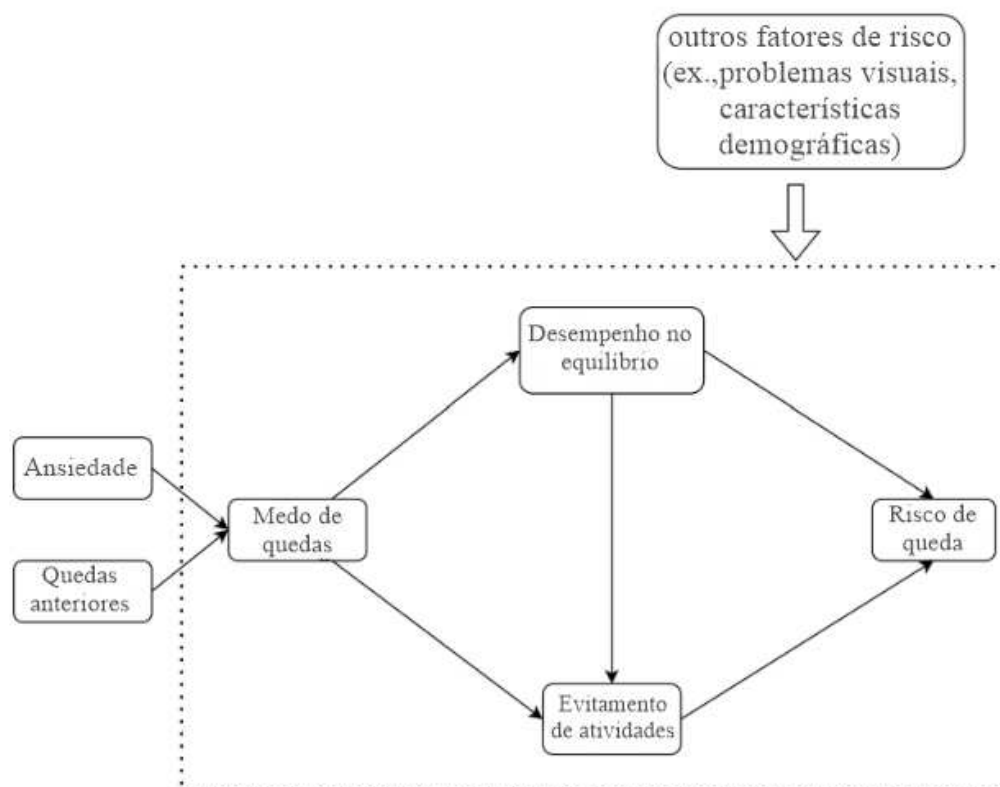 outros fatores de risco
(ex.,problemas visuais,
características
demográficas)
Desempenho no
equilíbrio
Ansiedade
Medo de
quedas
Risco de
queda
Quedas
anteriores
Evitamento
de atividades